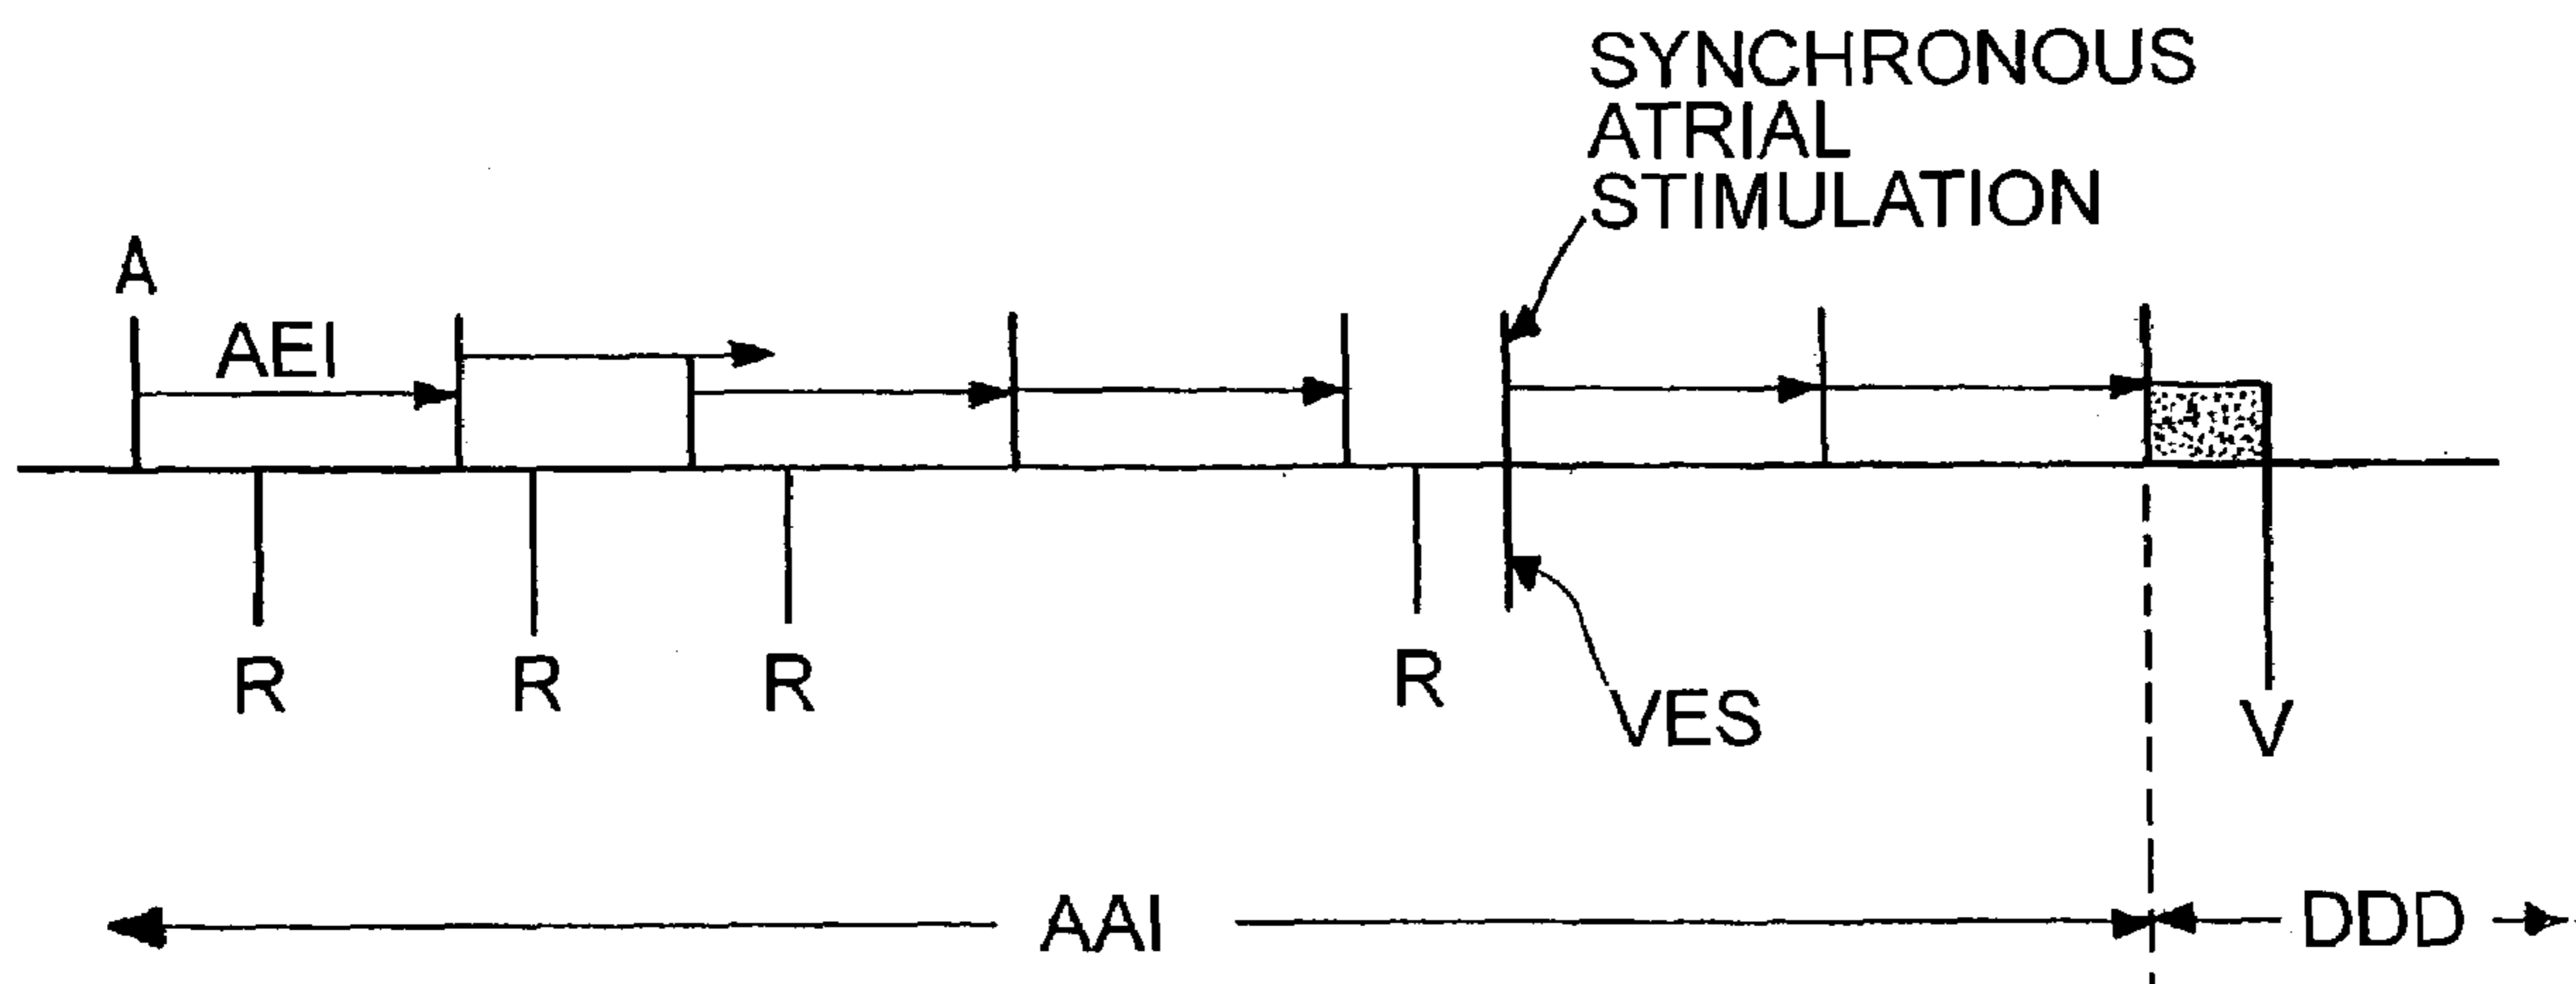 SYNCHRONOUS
ATRIAL
STIMULATION
A
AEI
R
R
R
R
VES
V
AAI
DDD